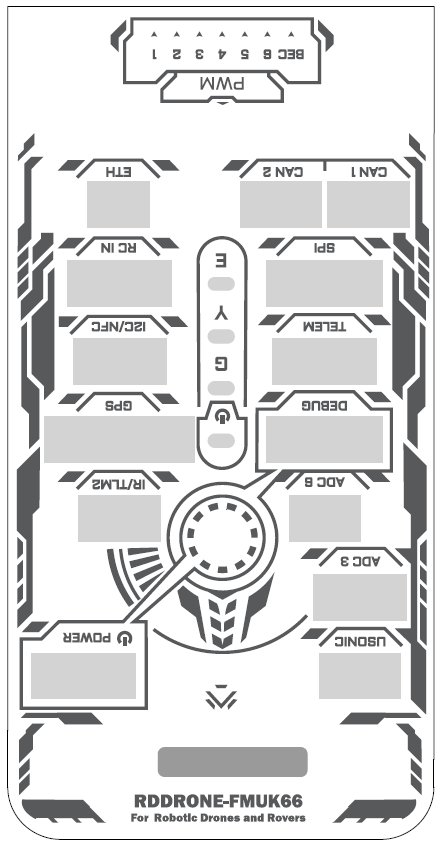 1 2 3 4 5 6 BEC
PWM
ETH CAN 2 CAN 1
RC IN E SPI
I2C/NFC Y TELEM
G
GPS DEBUG
IR/TLM2 ADC 6
ADC 3
POWER USONIC
RDDRONE-FMUK66
For Robotic Drones and Rovers